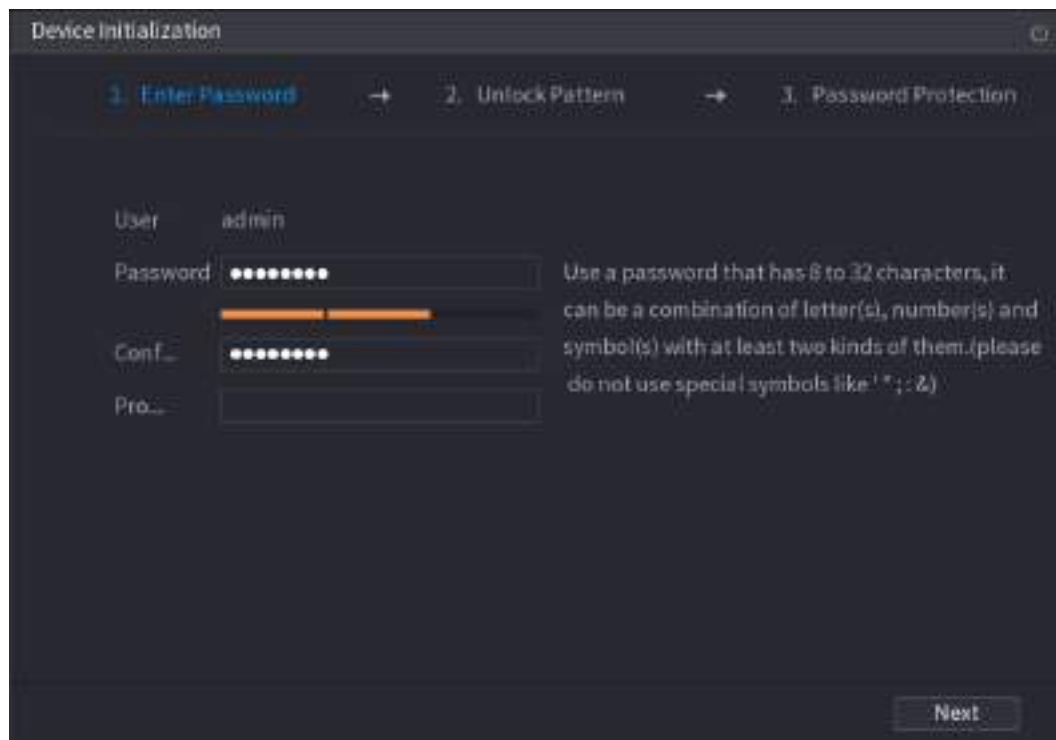 Device Initialization
1. Enter Password → 2. Unlock Pattern → 3. Password Protection
User admin
Password ●●●●●●●● Use a password that has 8 to 32 characters, it
can be a combination of letter(s), number(s) and
Conf... ●●●●●●●● symbol(s) with at least two kinds of them.(please
do not use special symbols like ' " ; : &)
Pro...
Next